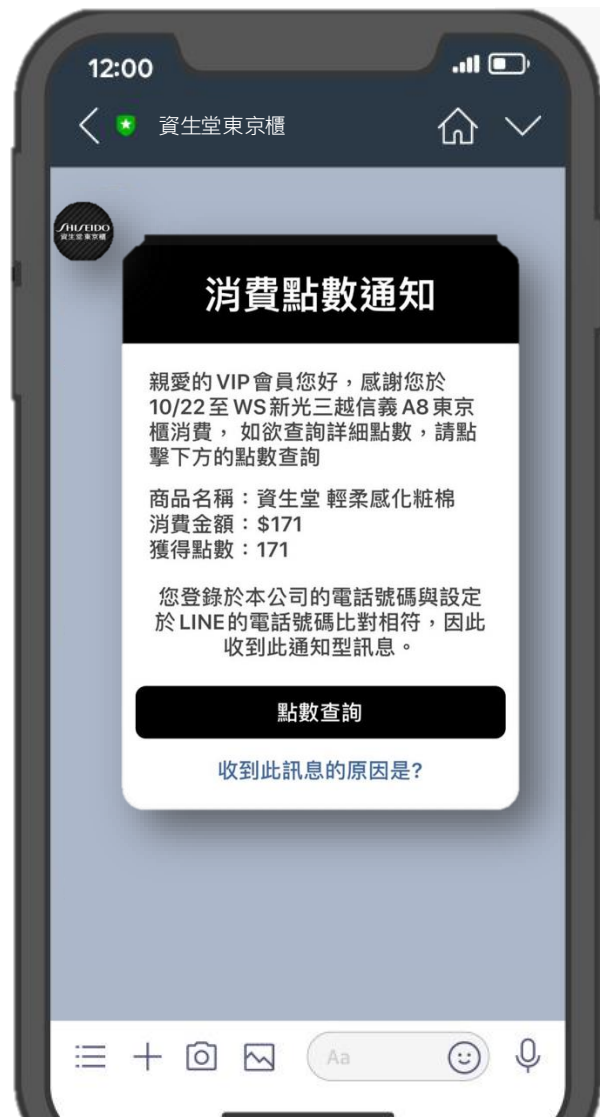 12:00
資生堂東京櫃
SHISEIDO
資生堂東京櫃
消費點數通知
親愛的VIP會員您好，感謝您於
10/22至WS新光三越信義A8東京
櫃消費， 如欲查詢詳細點數，請點
擊下方的點數查詢
商品名稱：資生堂 輕柔感化粧棉
消費金額：$171
獲得點數：171
您登錄於本公司的電話號碼與設定
於LINE的電話號碼比對相符，因此
收到此通知型訊息。
點數查詢
收到此訊息的原因是?
Aa